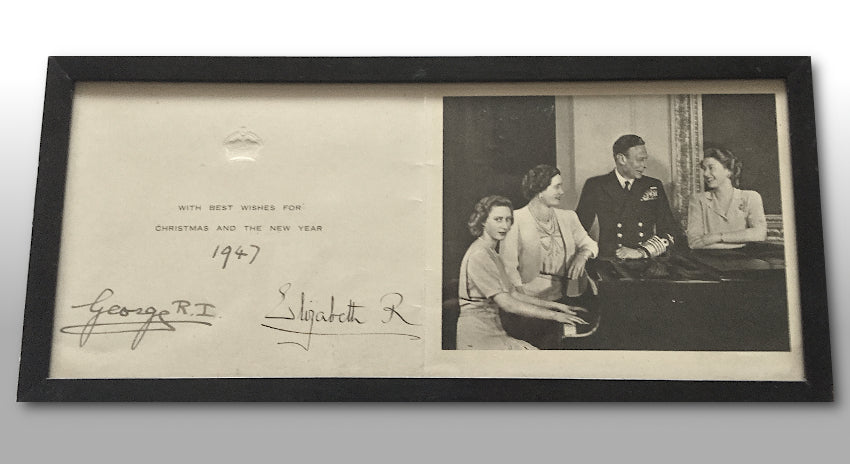 WITH BEST WISHES FOR
CHRISTMAS AND THE NEW YEAR
1947
George R.I.
Elizabeth R